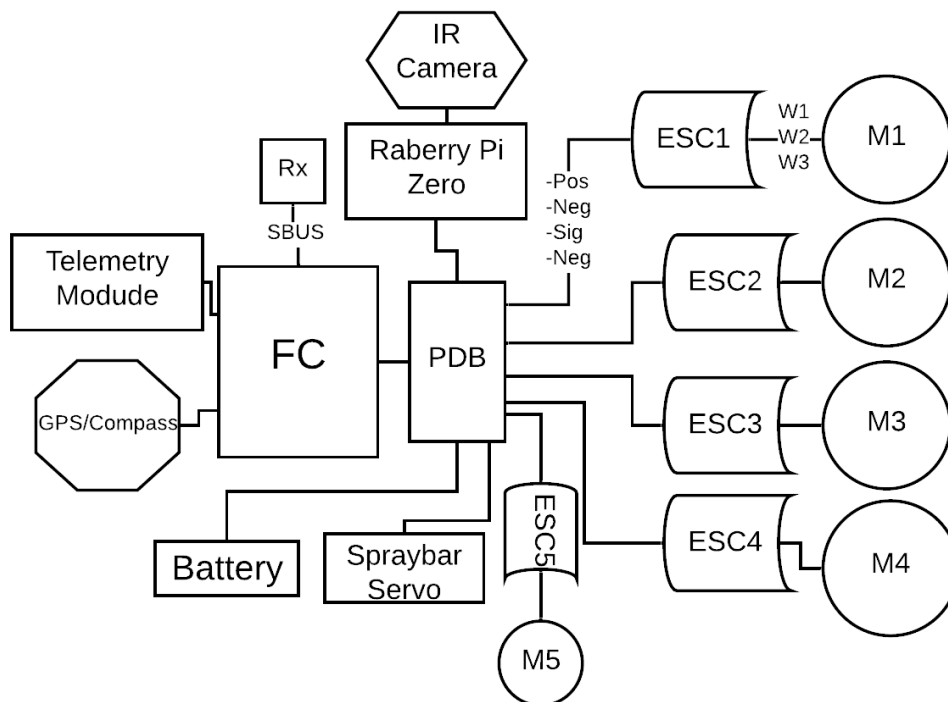 IR
Camera
Raberry Pi
Zero
Rx
SBUS
Telemetry
Modude
FC
GPS/Compass
PDB
Battery
Spraybar
Servo
-Pos
-Neg
-Sig
-Neg
ESC1
W1
W2
W3
M1
ESC2
M2
ESC3
M3
ESC4
M4
ESC5
M5